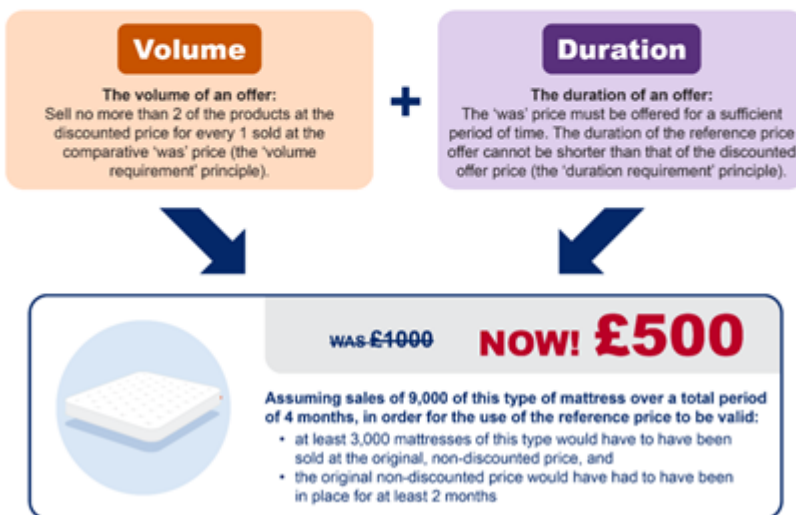 Volume
The volume of an offer:
Sell no more than 2 of the products at the
discounted price for every 1 sold at the
comparative 'was' price (the 'volume
requirement' principle).
+
Duration
The duration of an offer:
The 'was' price must be offered for a sufficient
period of time. The duration of the reference price
offer cannot be shorter than that of the discounted
offer price (the 'duration requirement' principle).
WAS £1000
NOW! £500
Assuming sales of 9,000 of this type of mattress over a total period
of 4 months, in order for the use of the reference price to be valid:
• at least 3,000 mattresses of this type would have to have been
sold at the original, non-discounted price, and
• the original non-discounted price would have had to have been
in place for at least 2 months